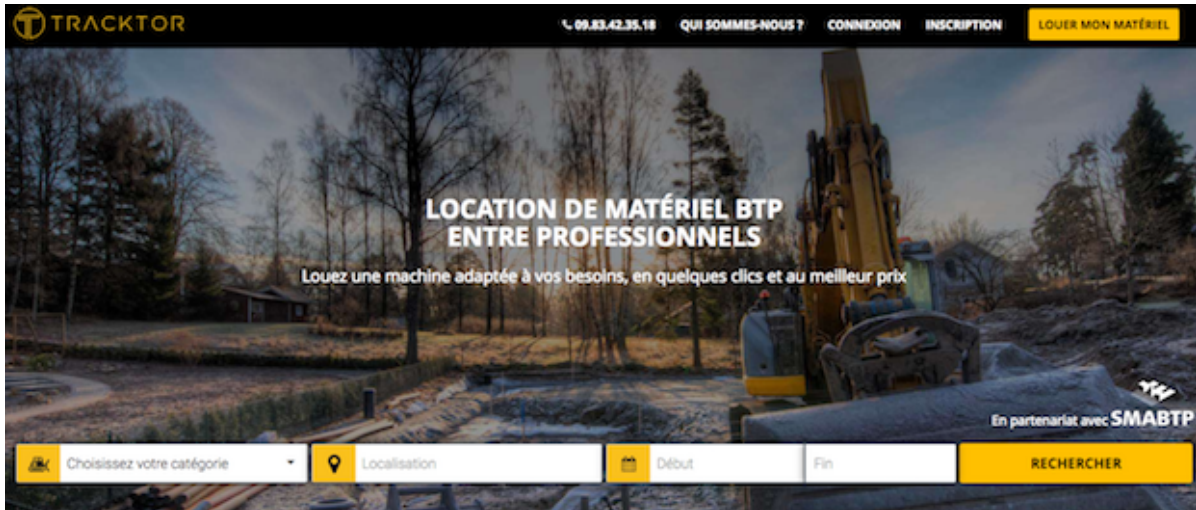 TRACKTOR
09.83.42.35.18 QUI SOMMES-NOUS ? CONNEXION INSCRIPTION LOUER MON MATÉRIEL
LOCATION DE MATÉRIEL BTP
ENTRE PROFESSIONNELS
Louez une machine adaptée à vos besoins, en quelques clics et au meilleur prix
En partenariat avec SMABTP
Choisissez votre catégorie Localisation Début Fin RECHERCHER